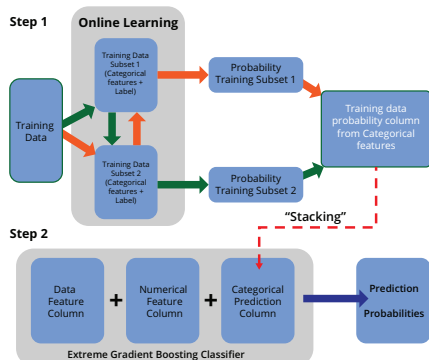 Step 1
Online Learning
Training
Data
Training Data
Subset 1
(Categorical
features +
Label)
Training Data
Subset 2
(Categorical
features +
Label)
Probability
Training Subset 1
Probability
Training Subset 2
Training data
probability column
from Categorical
features
“Stacking”
Step 2
Data
Feature
Column
+
Numerical
Feature
Column
+
Categorical
Prediction
Column
Prediction
Probabilities
Extreme Gradient Boosting Classifier